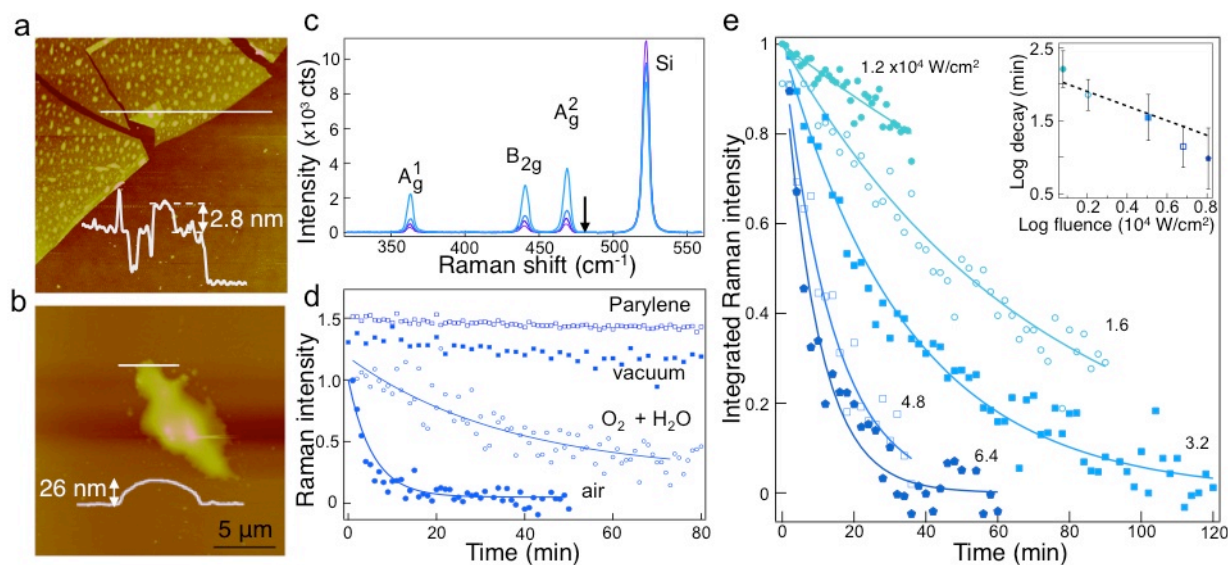 a
2.8 nm
b
26 nm
5 μm
c
Intensity (x10³ cts)
10
8
6
4
2
0
A_g^1
B_2g
A_g^2
Si
400
450
500
550
Raman shift (cm⁻¹)
d
Raman intensity
1.5
1.0
0.5
0
Parylene
vacuum
O₂ + H₂O
air
0
20
40
60
80
Time (min)
e
Integrated Raman intensity
1
0.8
0.6
0.4
0.2
0
1.2 x10⁴ W/cm²
1.6
4.8
6.4
3.2
0
20
40
60
80
100
120
Time (min)
Log decay (min)
2.5
1.5
0.5
0.2
0.4
0.6
0.8
Log fluence (10⁴ W/cm²)